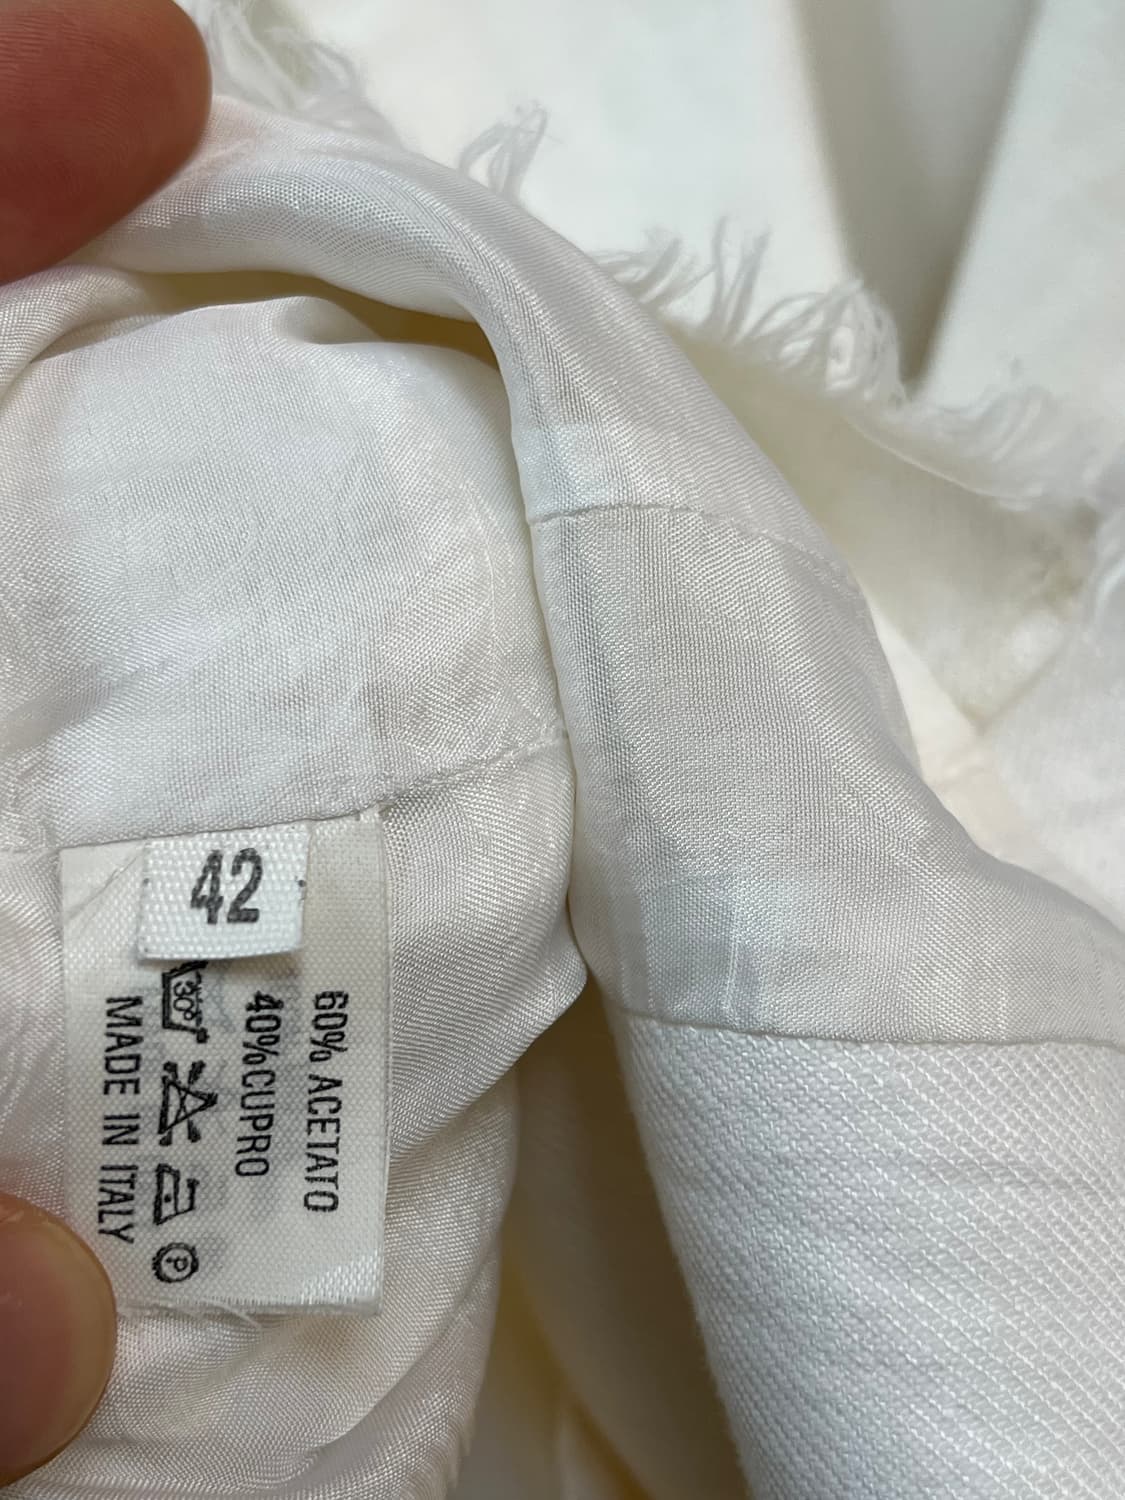 42
60% ACETATO
40%CUPRO
30°
P
MADE IN ITALY